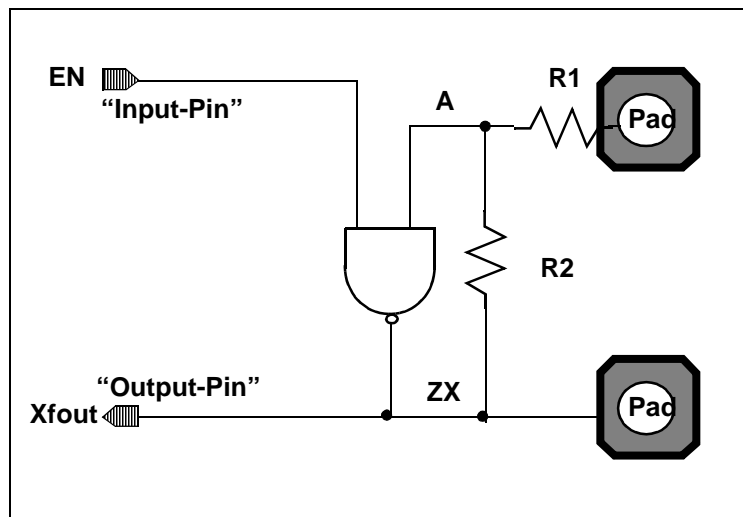 EN
“Input-Pin”
A
R1
Pad
R2
“Output-Pin”
ZX
Xfout
Pad